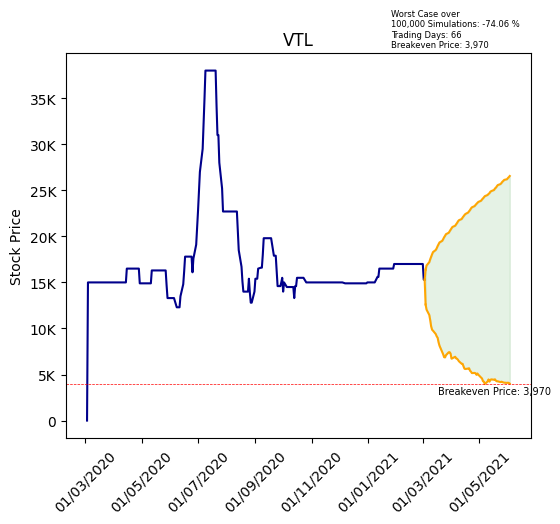 Worst Case over
100,000 Simulations: -74.06 %
Trading Days: 66
Breakeven Price: 3,970
VTL
Stock Price
35K
30K
25K
20K
15K
10K
5K
0
Breakeven Price: 3,970
01/03/2020
01/05/2020
01/07/2020
01/09/2020
01/11/2020
01/01/2021
01/03/2021
01/05/2021